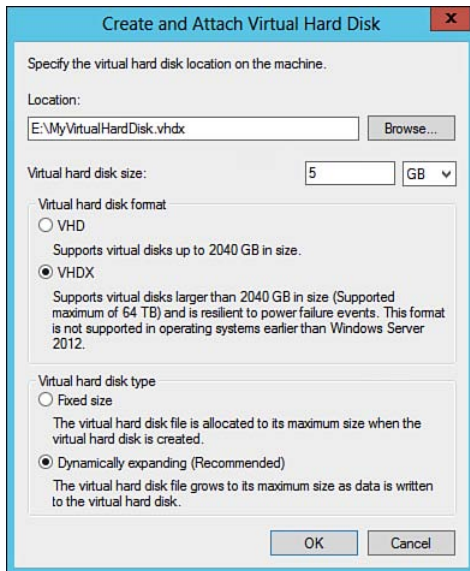 Create and Attach Virtual Hard Disk
x
Specify the virtual hard disk location on the machine.
Location:
E:\MyVirtualHardDisk.vhdx
Browse...
Virtual hard disk size:
5
GB
Virtual hard disk format
VHD
Supports virtual disks up to 2040 GB in size.
VHDX
Supports virtual disks larger than 2040 GB in size (Supported
maximum of 64 TB) and is resilient to power failure events. This format
is not supported in operating systems earlier than Windows Server
2012.
Virtual hard disk type
Fixed size
The virtual hard disk file is allocated to its maximum size when the
virtual hard disk is created.
Dynamically expanding (Recommended)
The virtual hard disk file grows to its maximum size as data is written
to the virtual hard disk.
OK
Cancel